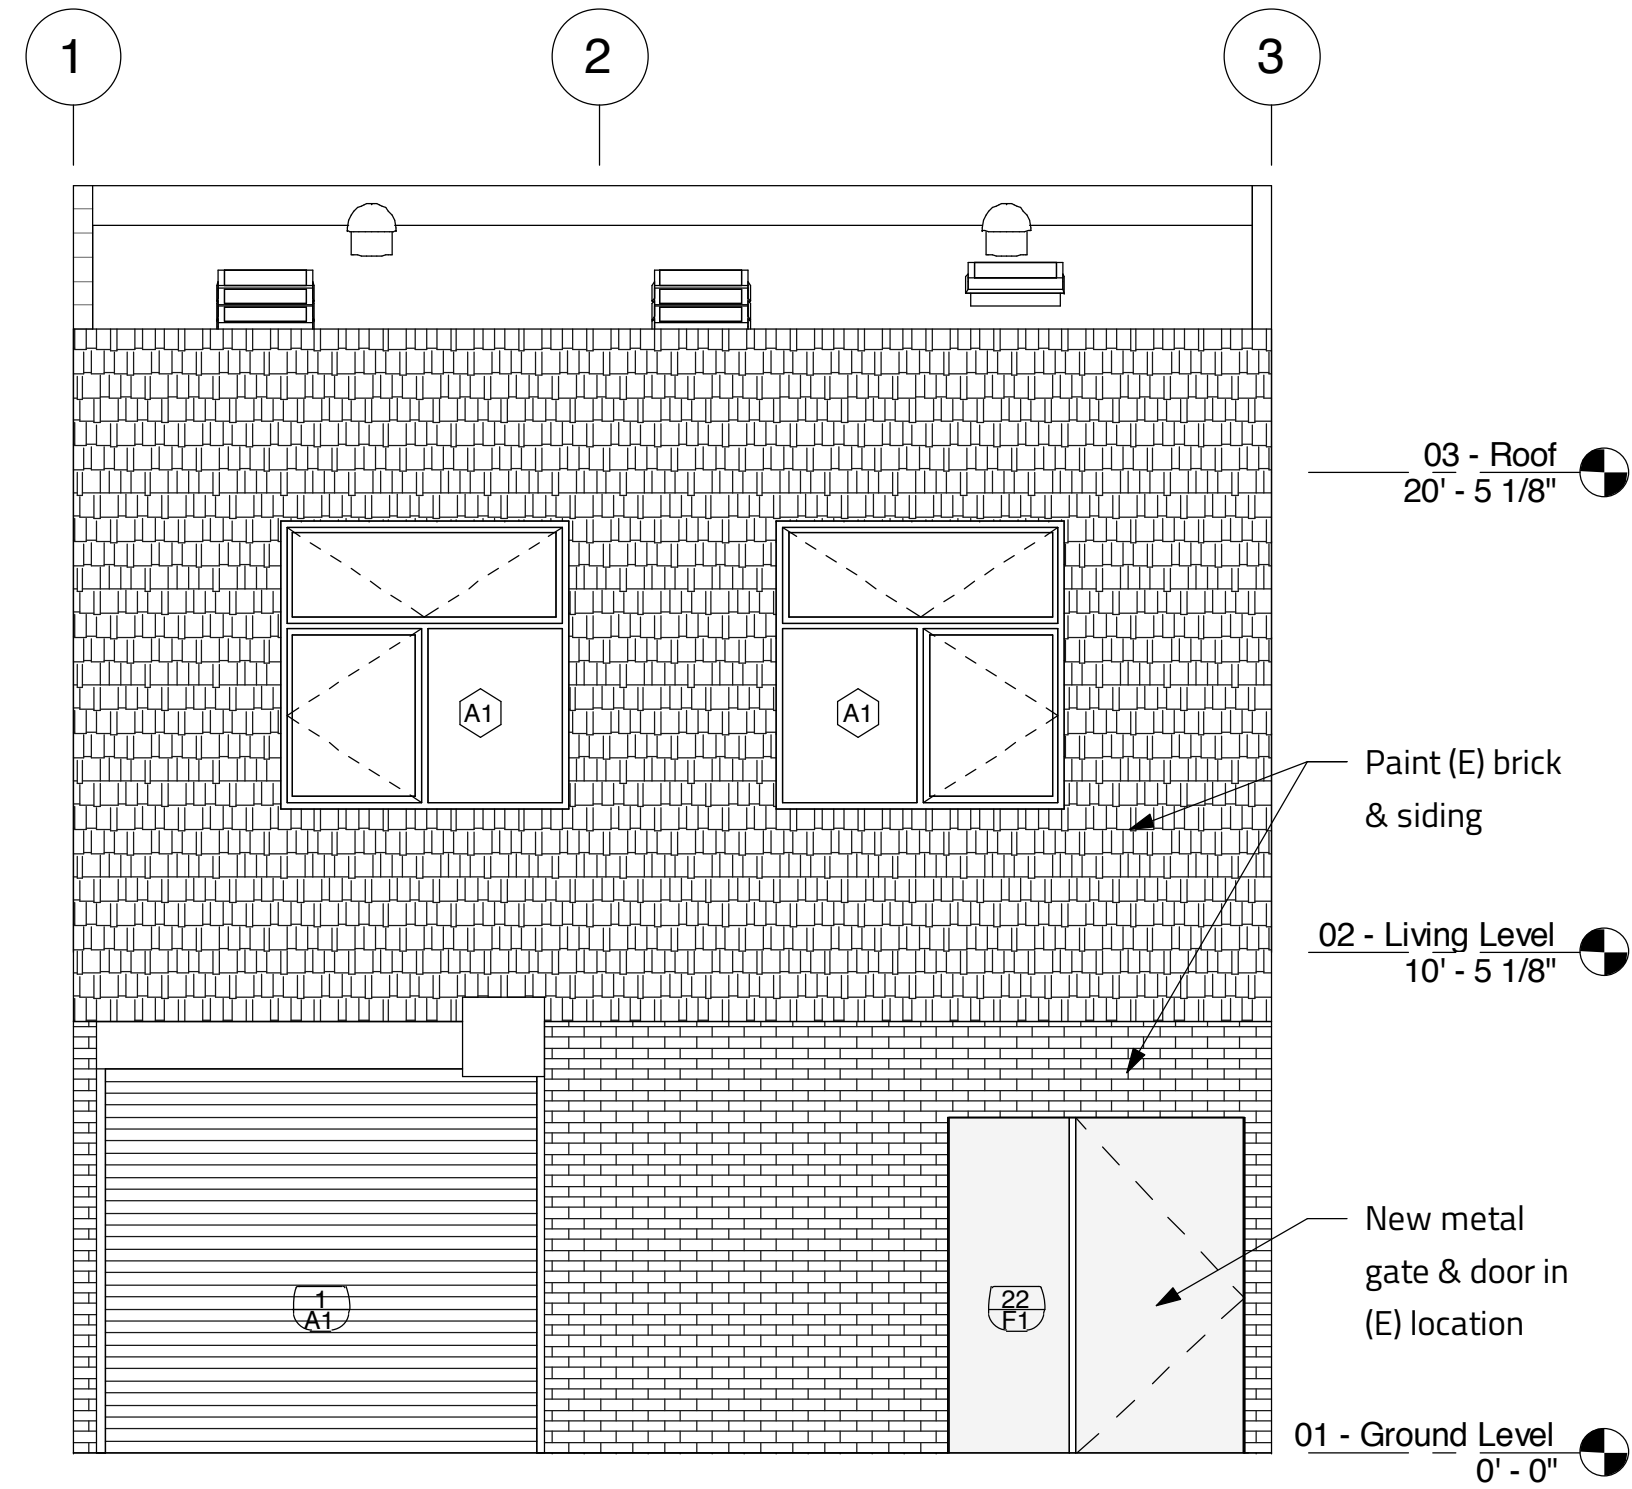 1
2
3
03 - Roof
20' - 5 1/8"
A1
A1
Paint (E) brick
& siding
02 - Living Level
10' - 5 1/8"
New metal
gate & door in
(E) location
1
A1
22
F1
01 - Ground Level
0' - 0"